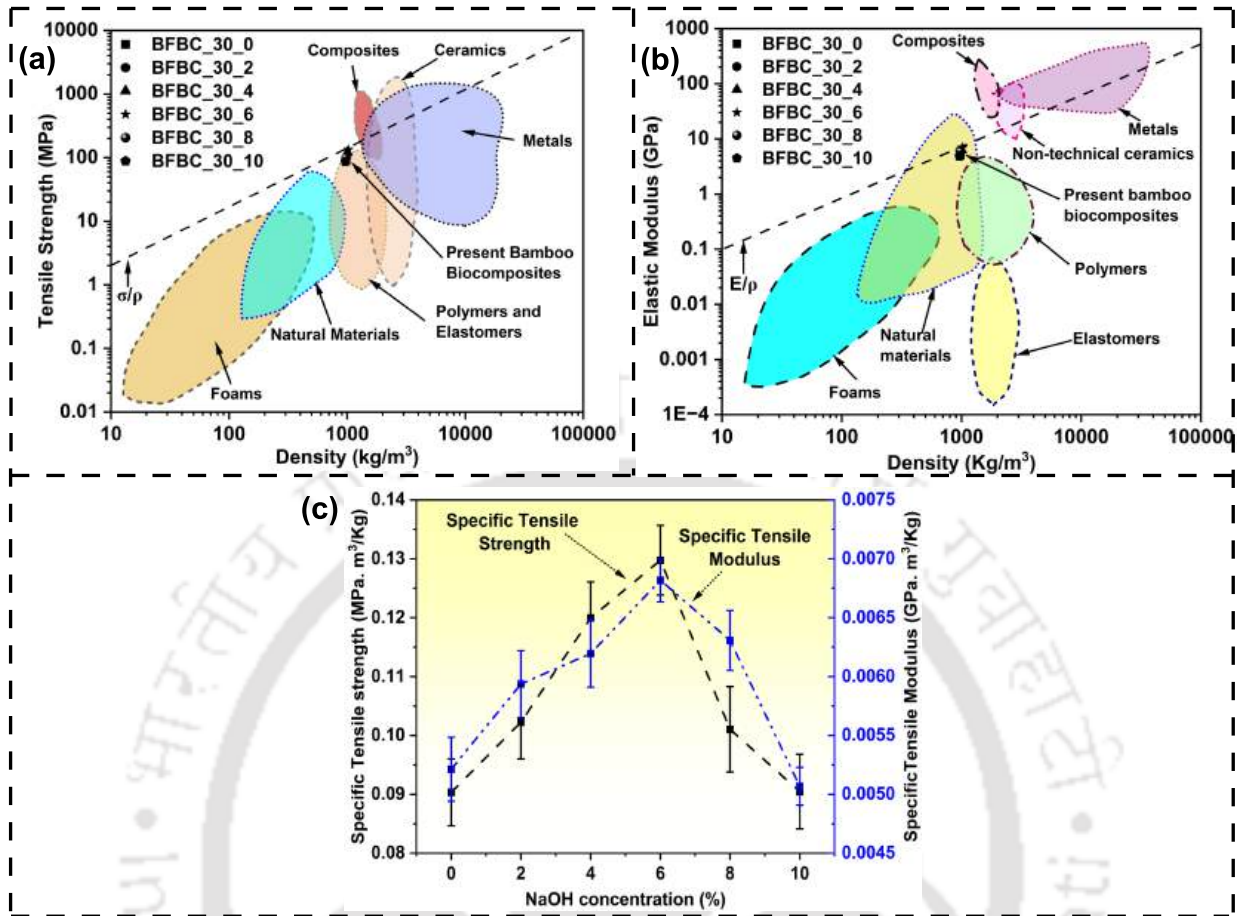 (a)
BFBC_30_0
BFBC_30_2
BFBC_30_4
BFBC_30_6
BFBC_30_8
BFBC_30_10
Composites
Ceramics
Metals
Present Bamboo
Biocomposites
Polymers and
Elastomers
Natural Materials
Foams
σ/ρ
Tensile Strength (MPa)
10000
1000
100
10
1
0.1
0.01
10
100
1000
10000
100000
Density (kg/m³)
(b)
BFBC_30_0
BFBC_30_2
BFBC_30_4
BFBC_30_6
BFBC_30_8
BFBC_30_10
Composites
Metals
Non-technical ceramics
Present bamboo
biocomposites
Polymers
Natural
materials
Elastomers
Foams
E/ρ
Elastic Modulus (GPa)
1000
100
10
1
0.1
0.01
0.001
1E−4
10
100
1000
10000
100000
Density (Kg/m³)
(c)
Specific Tensile
Strength
Specific Tensile
Modulus
Specific Tensile strength (MPa. m³/Kg)
0.14
0.13
0.12
0.11
0.10
0.09
0.08
SpecificTensile Modulus (GPa. m³/Kg)
0.0075
0.0070
0.0065
0.0060
0.0055
0.0050
0.0045
0
2
4
6
8
10
NaOH concentration (%)
भारतीय
गुवाहाटी